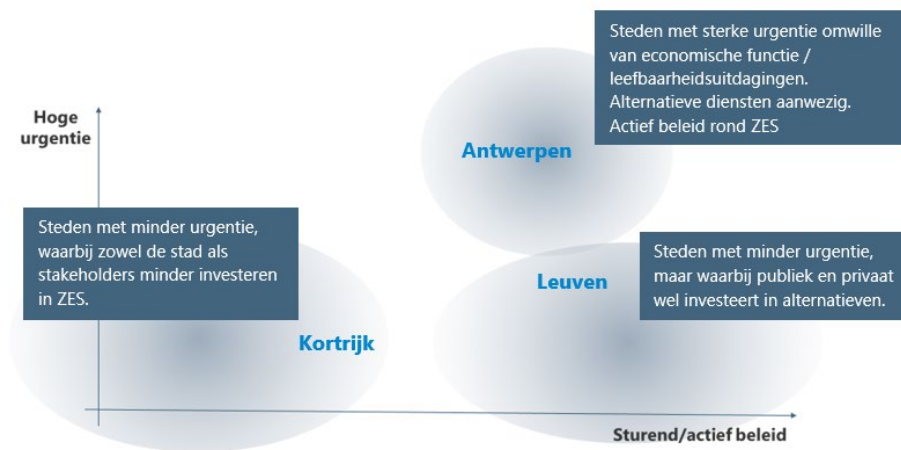 Steden met sterke urgentie omwille
van economische functie /
leefbaarheidsuitdagingen.
Alternatieve diensten aanwezig.
Actief beleid rond ZES
Hoge
urgentie
Antwerpen
Steden met minder urgentie,
waarbij zowel de stad als
stakeholders minder investeren
in ZES.
Steden met minder urgentie,
maar waarbij publiek en privaat
wel investeert in alternatieven.
Leuven
Kortrijk
Sturend/actief beleid